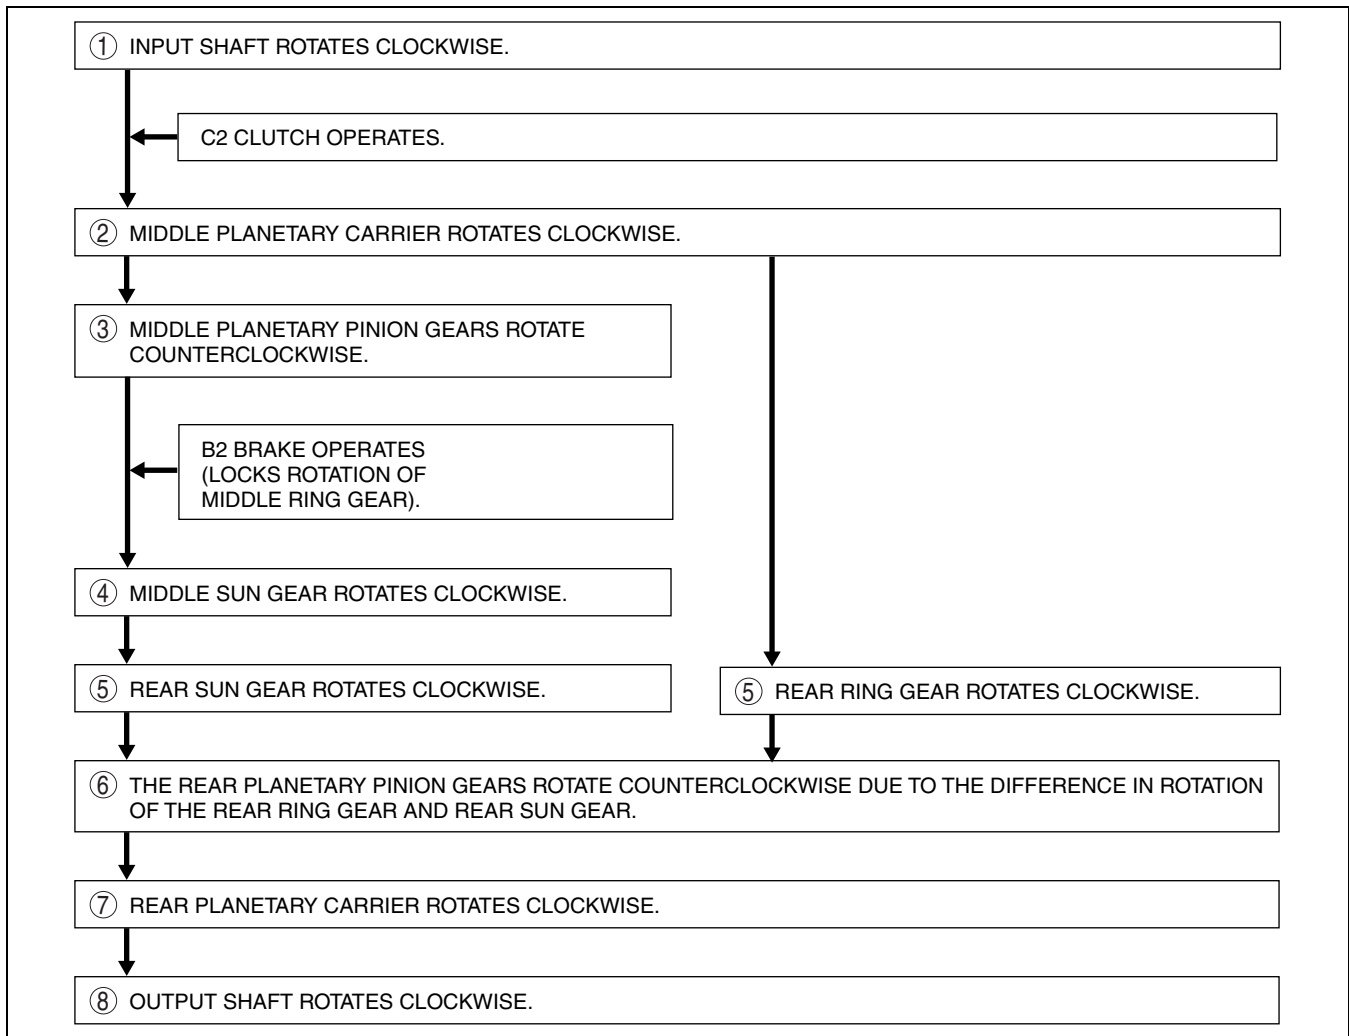 ① INPUT SHAFT ROTATES CLOCKWISE.
C2 CLUTCH OPERATES.
② MIDDLE PLANETARY CARRIER ROTATES CLOCKWISE.
③ MIDDLE PLANETARY PINION GEARS ROTATE
COUNTERCLOCKWISE.
B2 BRAKE OPERATES
(LOCKS ROTATION OF
MIDDLE RING GEAR).
④ MIDDLE SUN GEAR ROTATES CLOCKWISE.
⑤ REAR SUN GEAR ROTATES CLOCKWISE.
⑤ REAR RING GEAR ROTATES CLOCKWISE.
⑥ THE REAR PLANETARY PINION GEARS ROTATE COUNTERCLOCKWISE DUE TO THE DIFFERENCE IN ROTATION
OF THE REAR RING GEAR AND REAR SUN GEAR.
⑦ REAR PLANETARY CARRIER ROTATES CLOCKWISE.
⑧ OUTPUT SHAFT ROTATES CLOCKWISE.